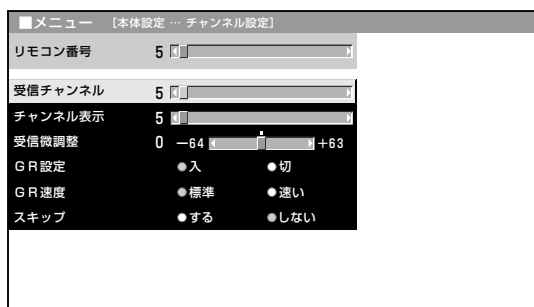 ■メニュー [本体設定 … チャンネル設定]
リモコン番号 5
受信チャンネル 5
チャンネル表示 5
受信微調整 0 −64 +63
GR設定 ●入 ●切
GR速度 ●標準 ●速い
スキップ ●する ●しない